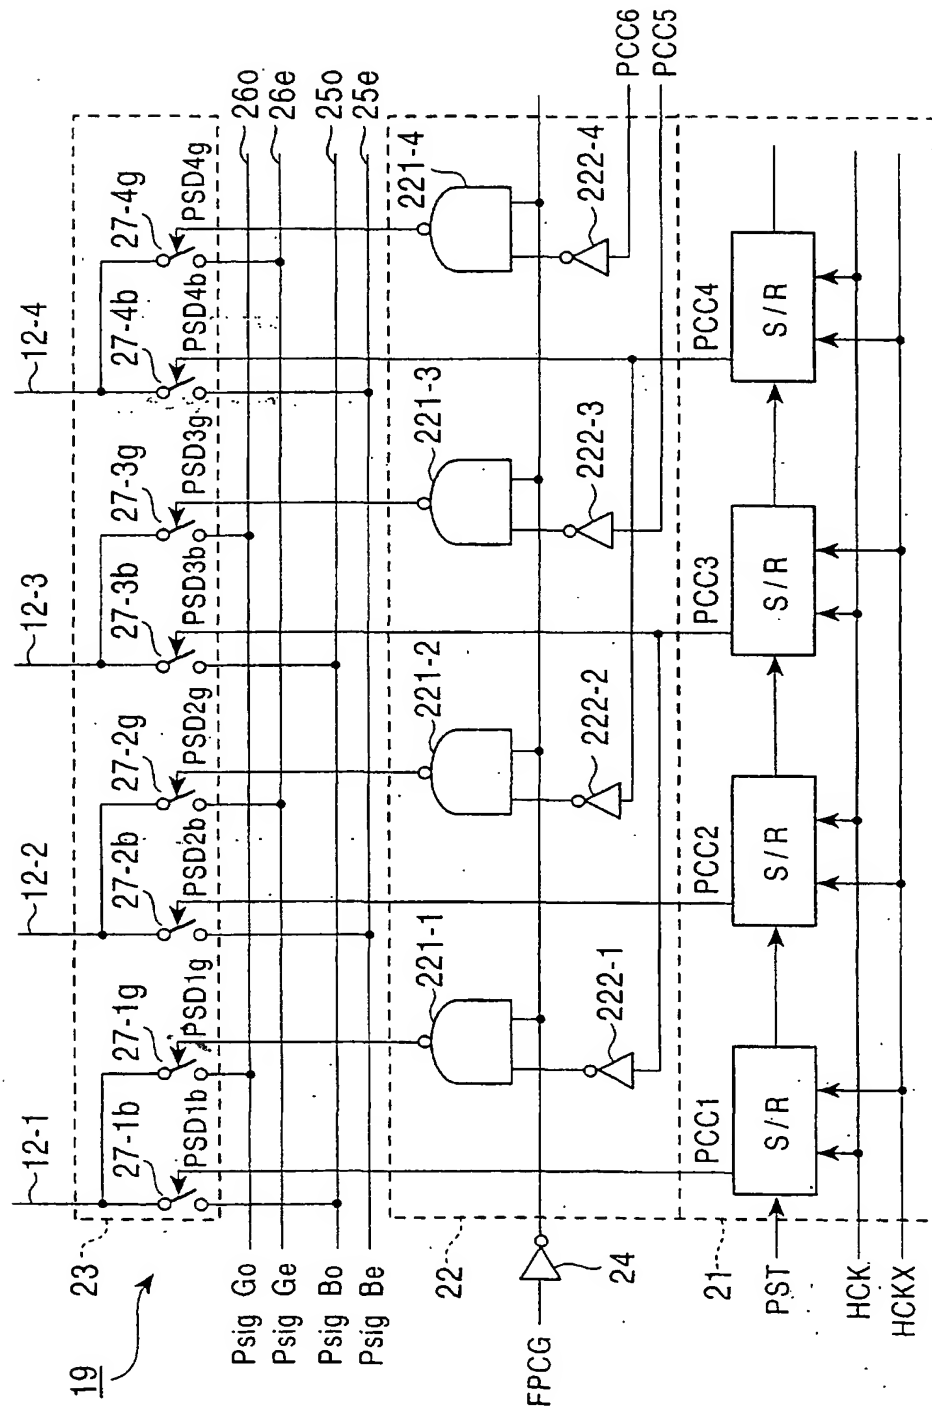 19
23
12-1
12-2
12-3
12-4
27-1b
27-1g
27-2b
27-2g
27-3b
27-3g
27-4b
27-4g
PSD1b
PSD1g
PSD2b
PSD2g
PSD3b
PSD3g
PSD4b
PSD4g
Psig Go
26o
Psig Ge
26e
Psig Bo
25o
Psig Be
25e
22
221-1
221-2
221-3
221-4
FPCG
24
222-1
222-2
222-3
222-4
PCC6
PCC5
21
PCC1
PCC2
PCC3
PCC4
PST
S/R
S/R
S/R
S/R
HCK
HCKX